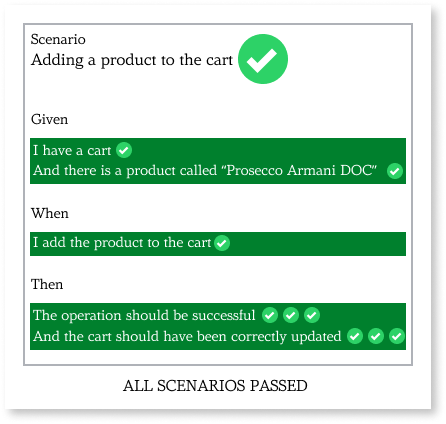 Scenario
Adding a product to the cart
Given
I have a cart
And there is a product called “Prosecco Armani DOC”
When
I add the product to the cart
Then
The operation should be successful
And the cart should have been correctly updated
ALL SCENARIOS PASSED